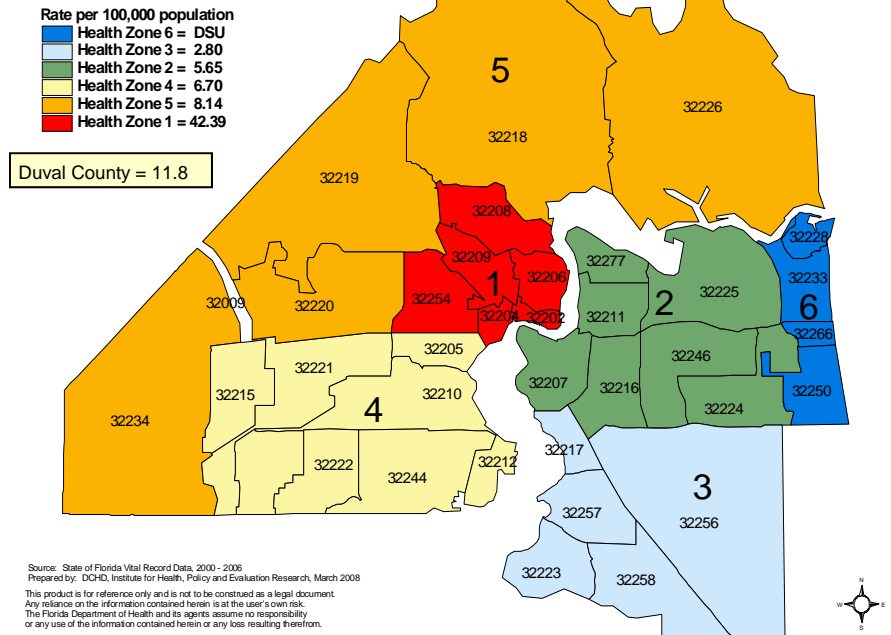 Rate per 100,000 population
Health Zone 6 = DSU
Health Zone 3 = 2.80
Health Zone 2 = 5.65
Health Zone 4 = 6.70
Health Zone 5 = 8.14
Health Zone 1 = 42.39
Duval County = 11.8
5
32226
32218
32219
32208
32228
32209
32277
32206
32233
1
2
32225
32254
32009
32220
6
32204
32202
32211
32266
32205
32246
32221
32207
32216
32250
32215
32210
4
32224
32234
32217
32212
32222
32244
3
32257
32256
32223
32258
Source: State of Florida Vital Record Data, 2000 - 2006
Prepared by: DCHD, Institute for Health, Policy and Evaluation Research, March 2008
This product is for reference only and is not to be construed as a legal document.
Any reliance on the information contained herein is at the user's own risk.
The Florida Department of Health and its agents assume no responsibility
or any use of the information contained herein or any loss resulting therefrom.
N
W E
S